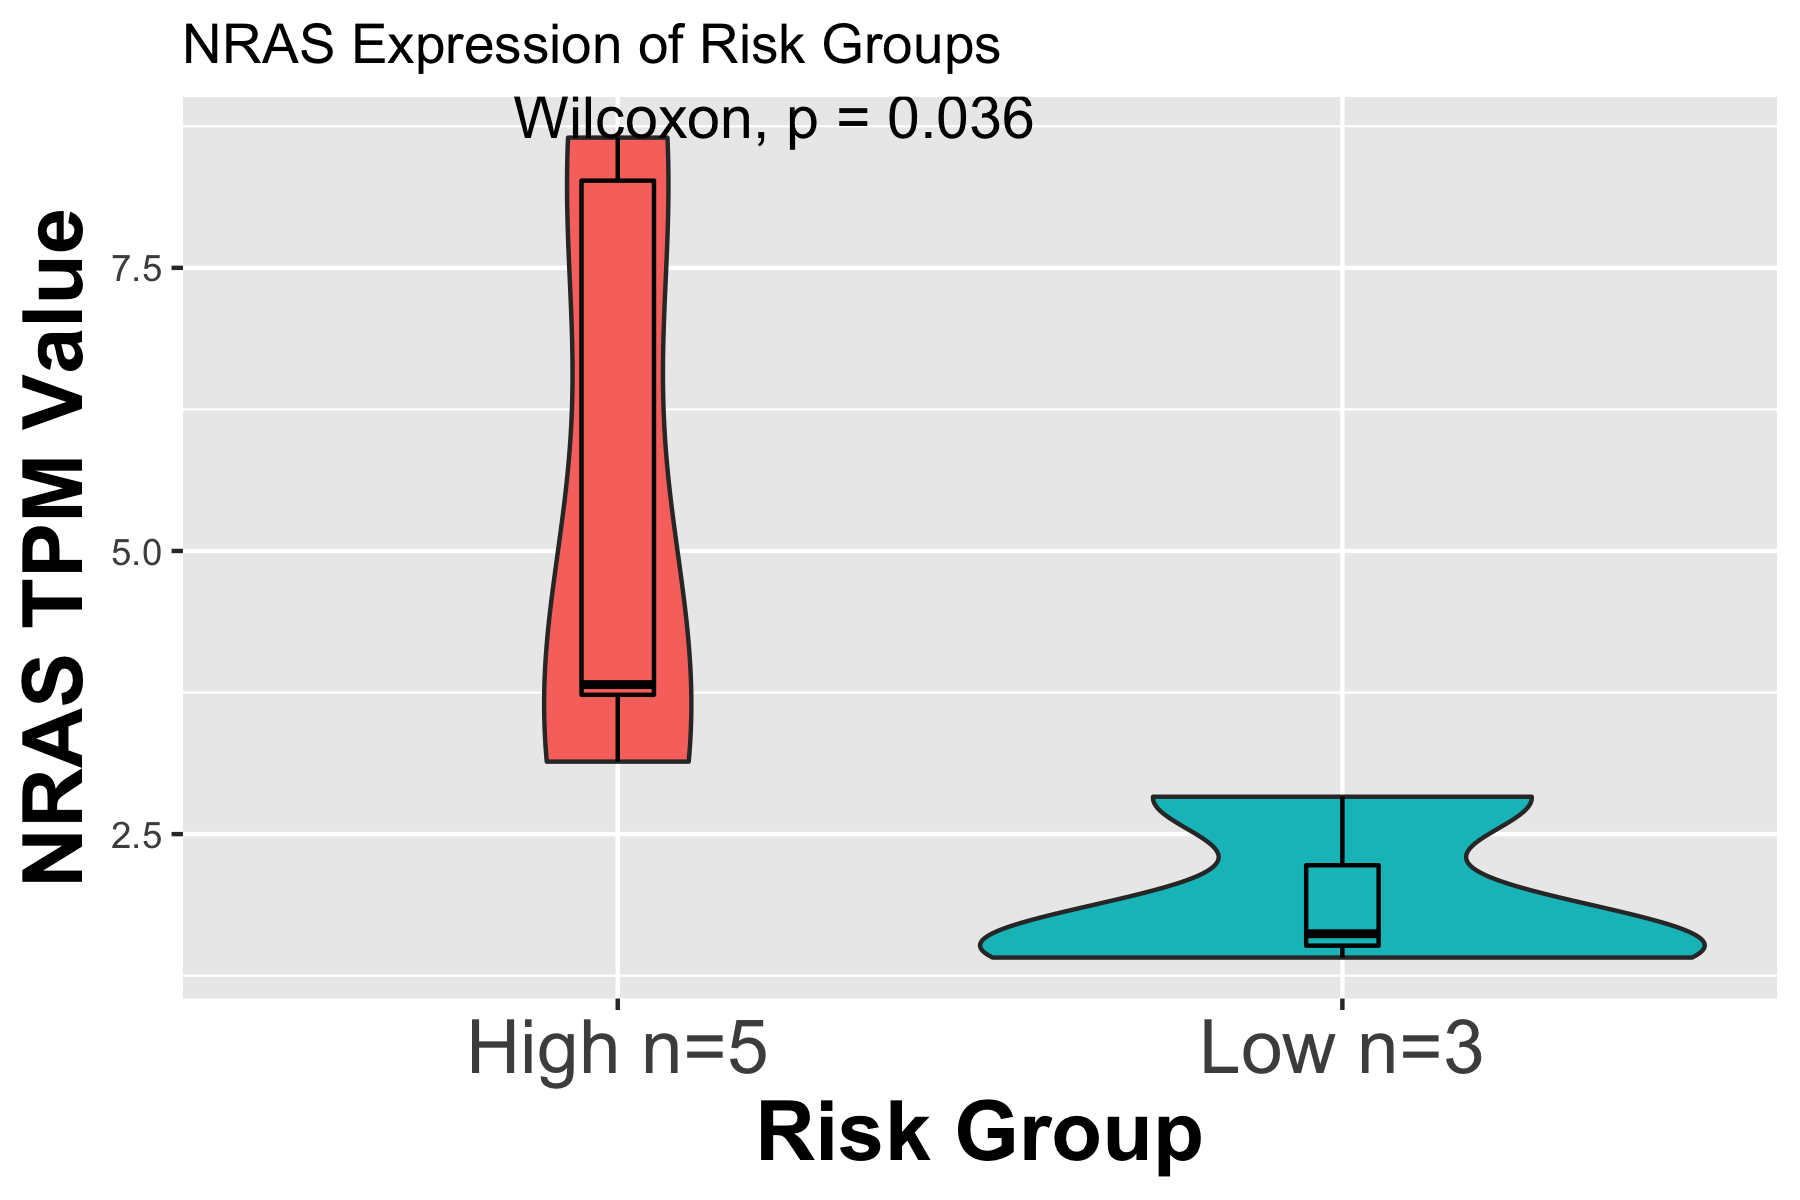 NRAS Expression of Risk Groups
Wilcoxon, p = 0.036
NRAS TPM Value
7.5
5.0
2.5
High n=5
Low n=3
Risk Group